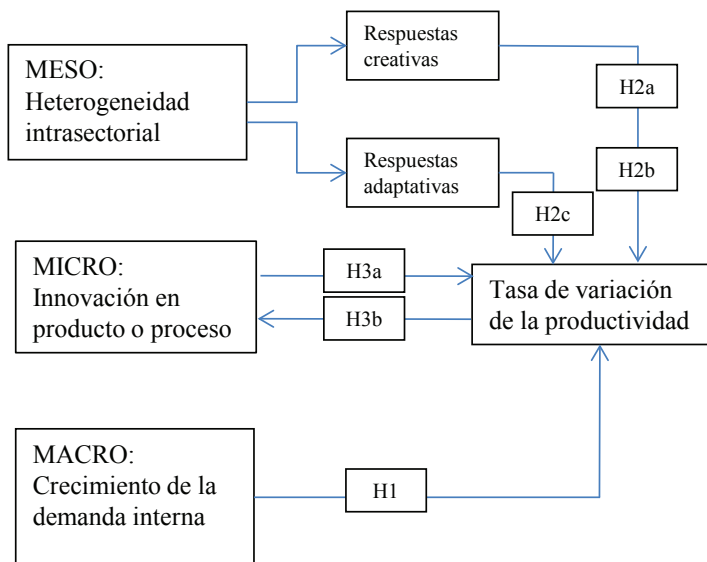 MESO:
Heterogeneidad
intrasectorial
Respuestas
creativas
H2a
H2b
Respuestas
adaptativas
H2c
MICRO:
Innovación en
producto o proceso
H3a
H3b
Tasa de variación
de la productividad
MACRO:
Crecimiento de la
demanda interna
H1